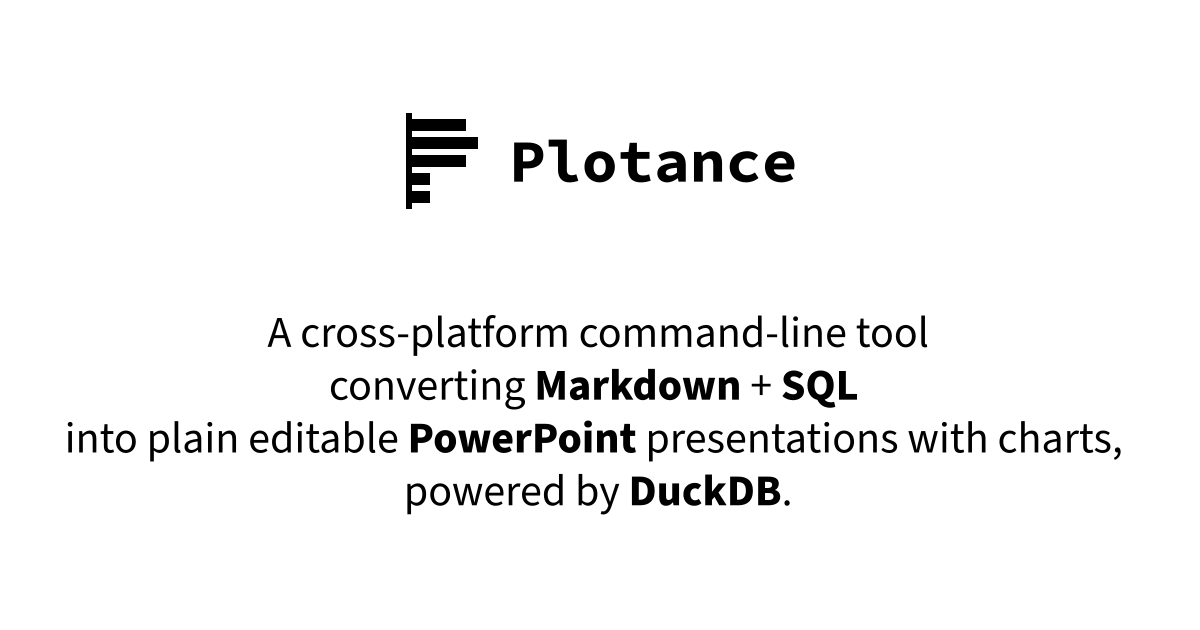 Plotance
A cross-platform command-line tool
converting Markdown + SQL
into plain editable PowerPoint presentations with charts,
powered by DuckDB.